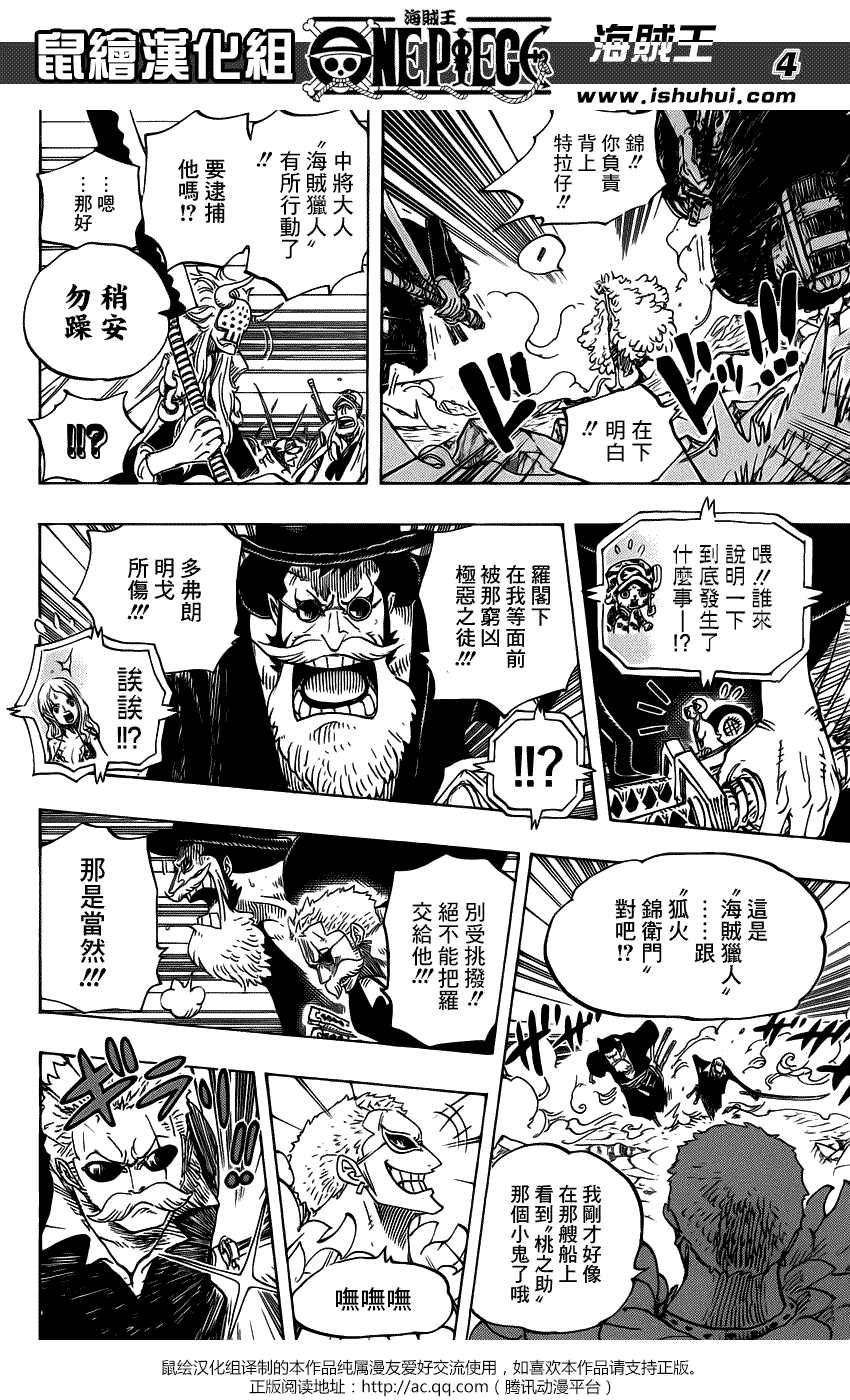 鼠繪漢化組
海賊王
ONE PIECE
海賊王
4
www.ishuhui.com
錦!!
你負責
背上
特拉仔!!
在下
明白
!!
ドドド…!!
中將大人
〝海賊獵人〞
有所行動了
!!
要逮捕
他嗎!?
…嗯
…那好
稍安
勿躁
!!?
喂!!誰來
說明一下
到底發生了
什麼事—!?
羅閣下
在我等面前
被那窮凶
極惡之徒!!!
多弗朗
明戈
所傷!!!
!!?
誒誒
!!?
這是
〝海賊獵人〞
……跟
〝狐火
錦衛門〞
對吧!?
別受挑撥!!
絕不能把羅
交給他!!!
那是
當然!!!
我剛才好像
在那艘船上
看到〝桃之助〞
那個小鬼了哦
嘸嘸嘸
ギロ…!!
鼠绘汉化组译制的本作品纯属漫友爱好交流使用，如喜欢本作品请支持正版。
正版阅读地址：http://ac.qq.com（腾讯动漫平台）